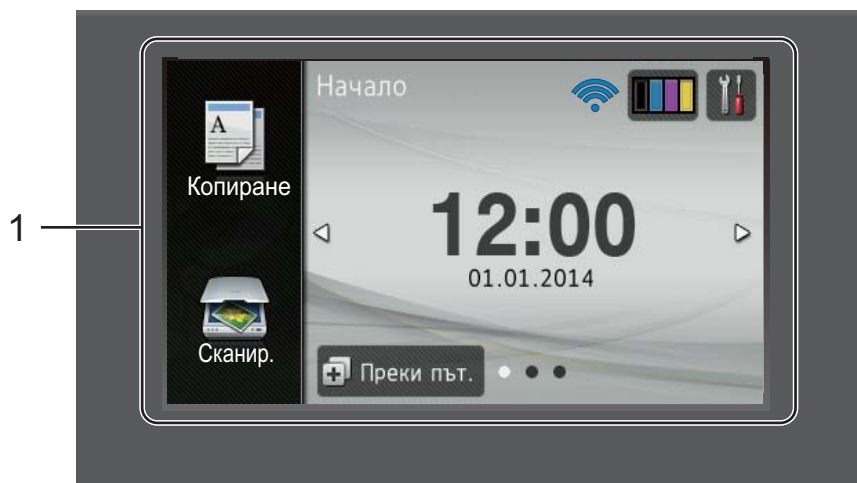 Начало
A
Копиране
1
12:00
01.01.2014
Сканир.
Преки път.